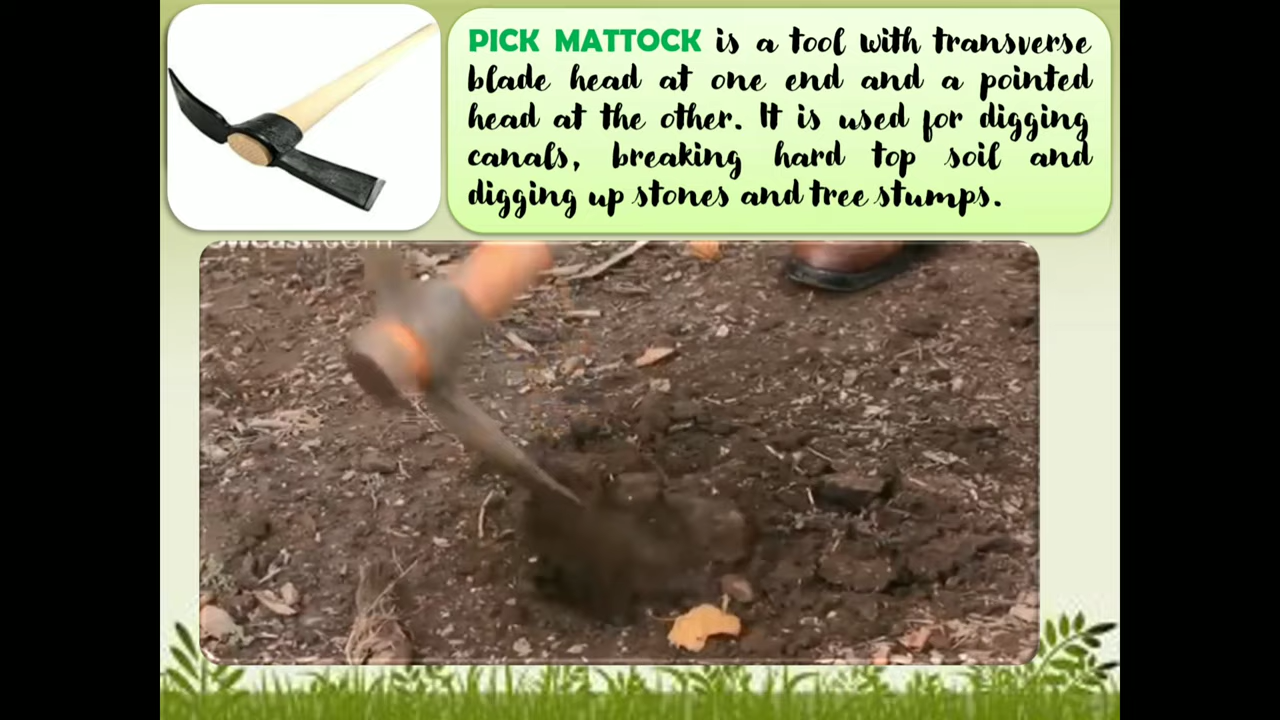 PICK MATTOCK is a tool with transverse
blade head at one end and a pointed
head at the other. It is used for digging
canals, breaking hard top soil and
digging up stones and tree stumps.